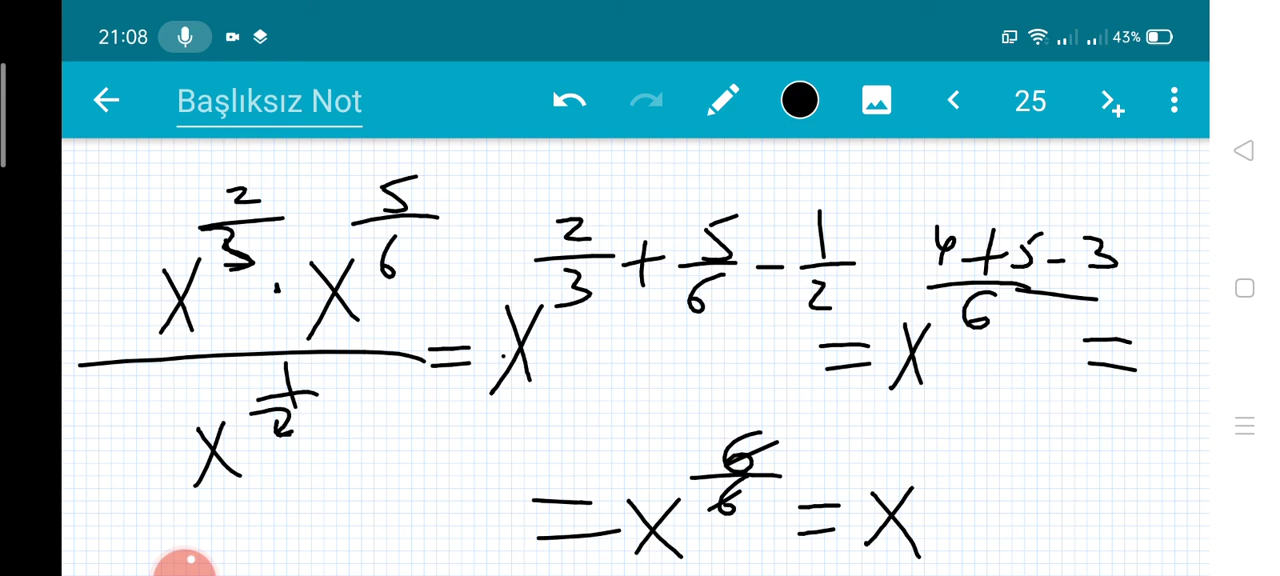 21:08 43%
Başlıksız Not 25
x^(2/3) · x^(5/6) / x^(1/2) = x^(2/3 + 5/6 - 1/2) = x^((4+5-3)/6) =
= x^(6/6) = x